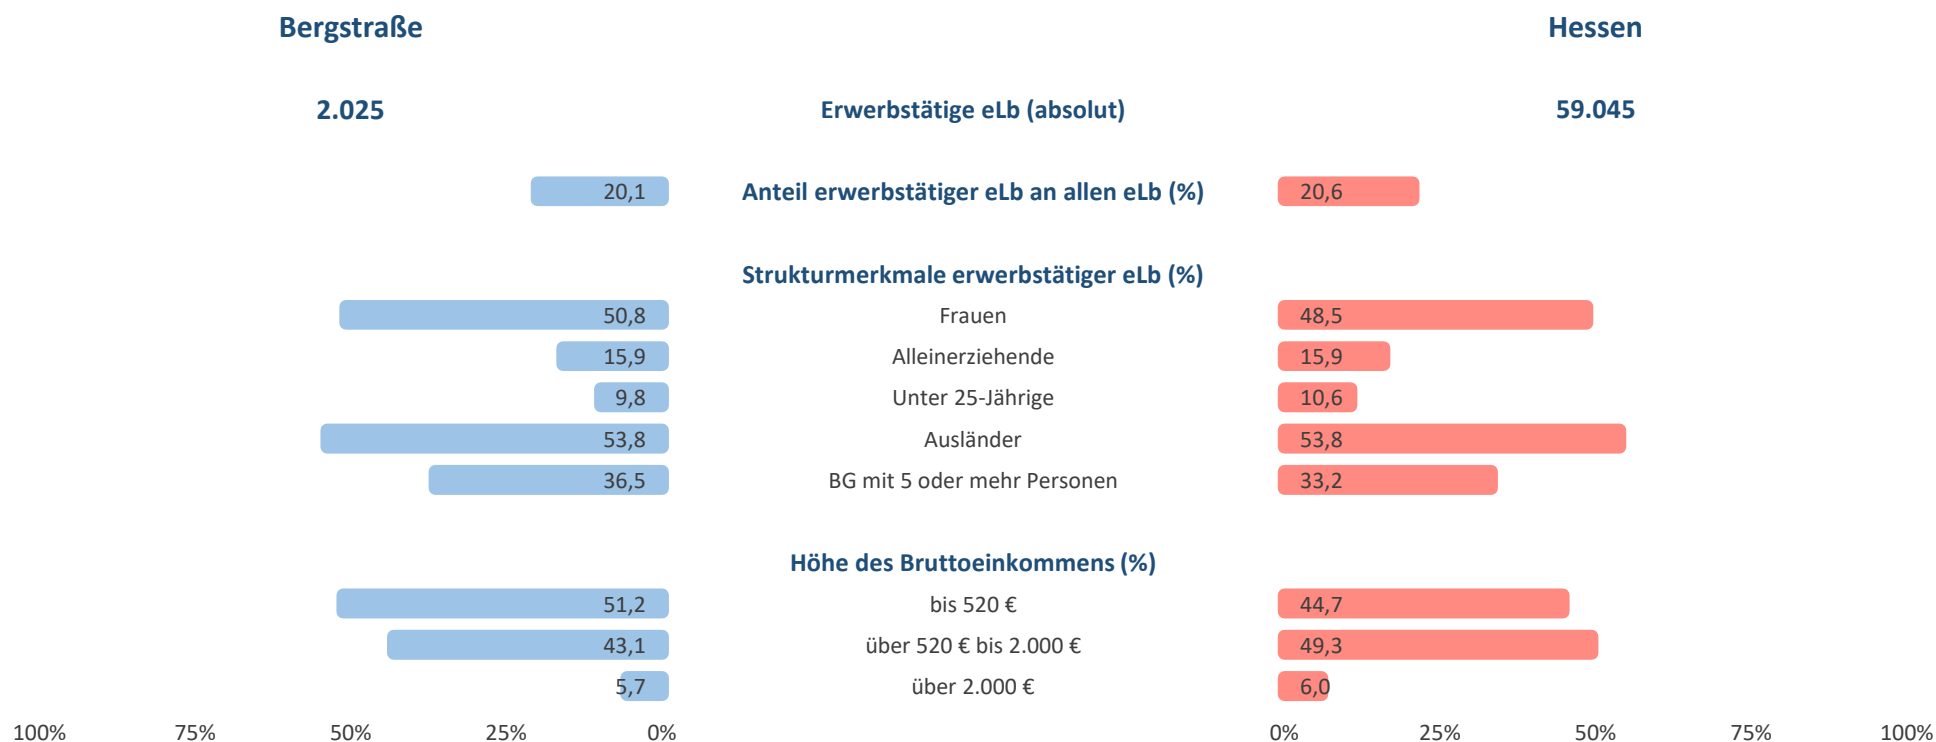 Bergstraße Hessen
2.025 Erwerbstätige eLb (absolut) 59.045
20,1 Anteil erwerbstätiger eLb an allen eLb (%) 20,6
Strukturmerkmale erwerbstätiger eLb (%)
50,8 Frauen 48,5
15,9 Alleinerziehende 15,9
9,8 Unter 25-Jährige 10,6
53,8 Ausländer 53,8
36,5 BG mit 5 oder mehr Personen 33,2
Höhe des Bruttoeinkommens (%)
51,2 bis 520 € 44,7
43,1 über 520 € bis 2.000 € 49,3
5,7 über 2.000 € 6,0
100% 75% 50% 25% 0% 0% 25% 50% 75% 100%